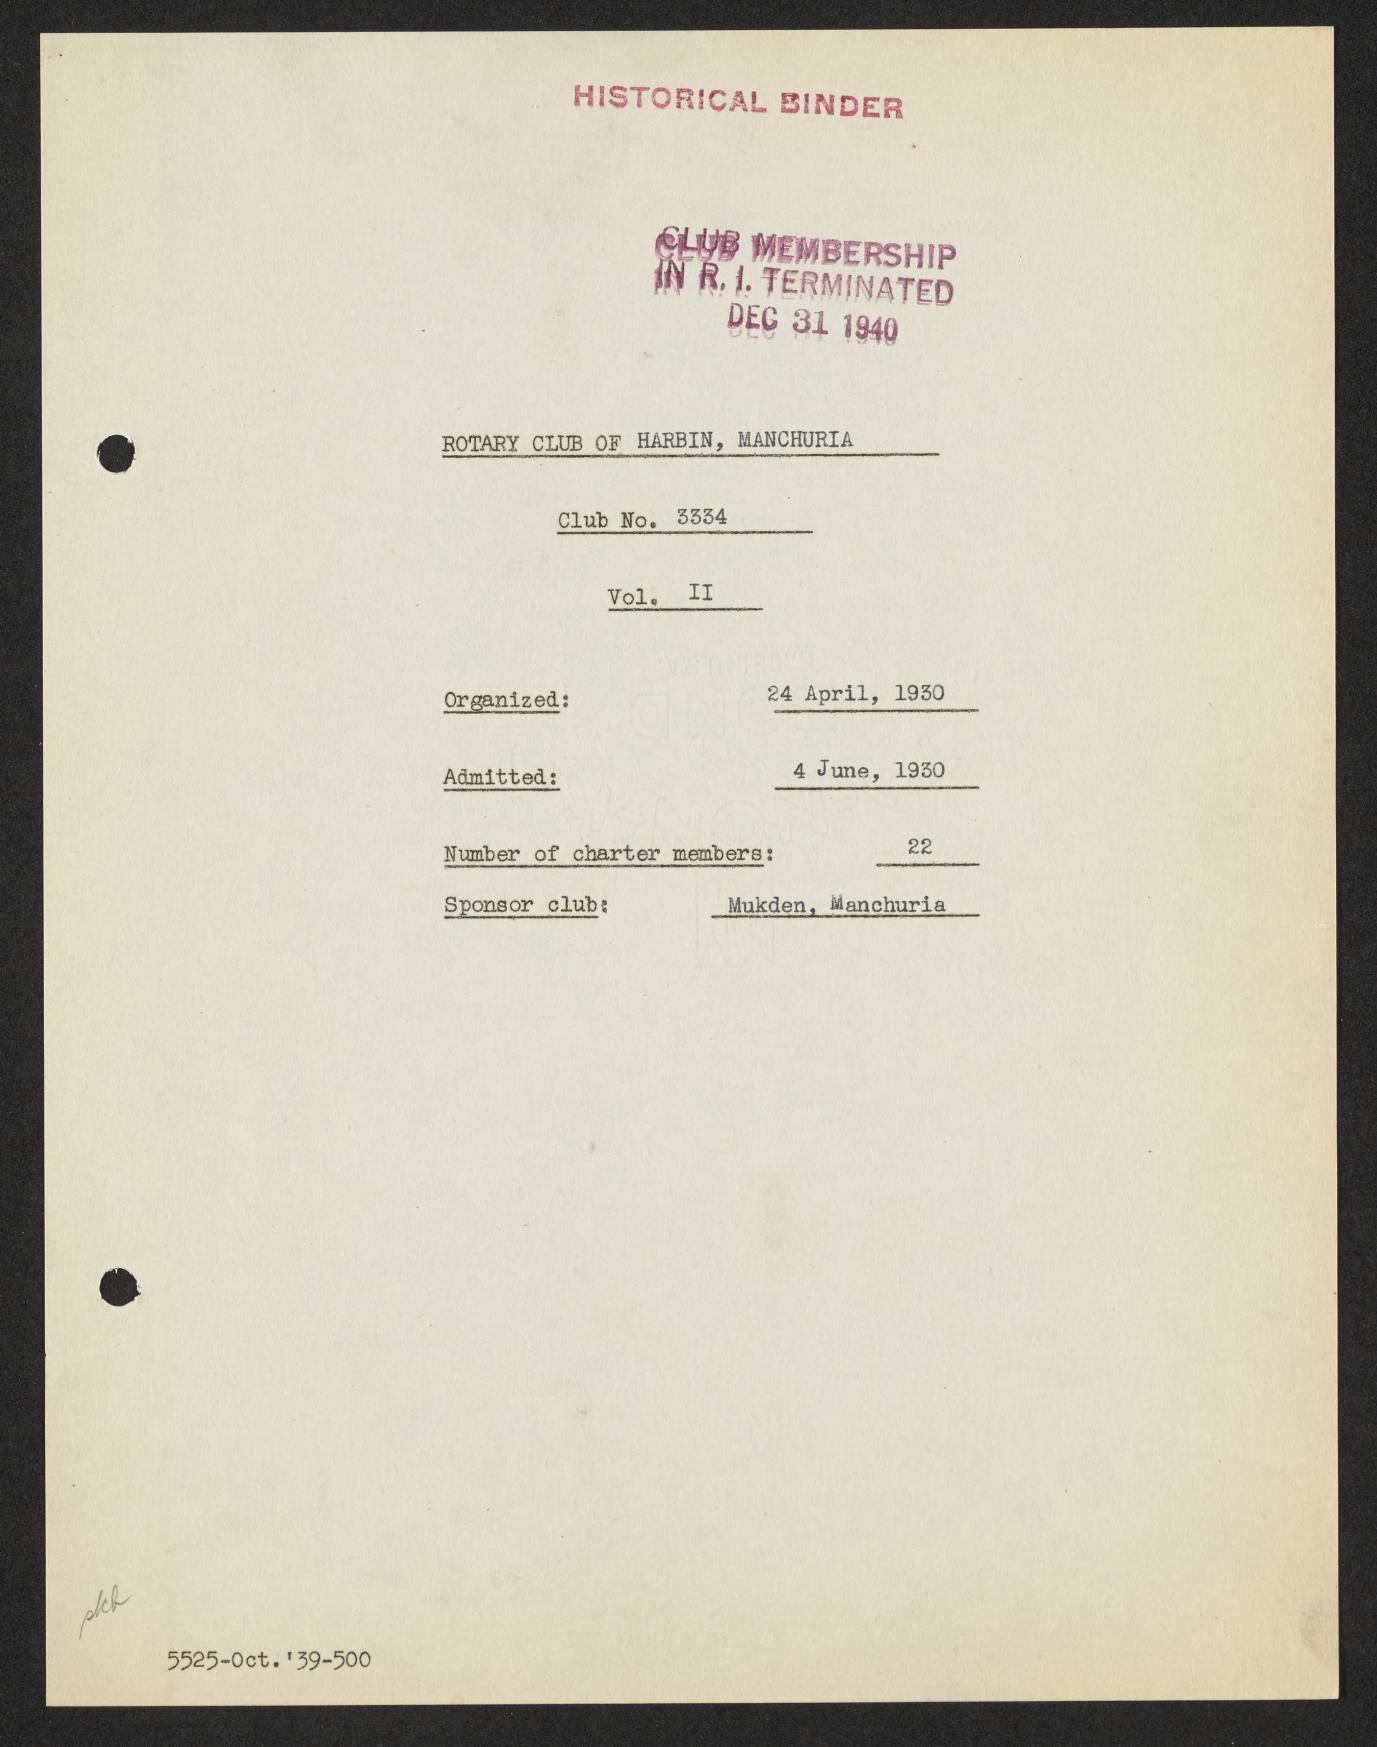 HISTORICAL BINDER
CLUB MEMBERSHIP
IN R. I. TERMINATED
DEC 31 1940
ROTARY CLUB OF HARBIN, MANCHURIA
Club No. 3334
Vol. II
Organized: 24 April, 1930
Admitted: 4 June, 1930
Number of charter members: 22
Sponsor club: Mukden, Manchuria
5525-Oct.'39-500